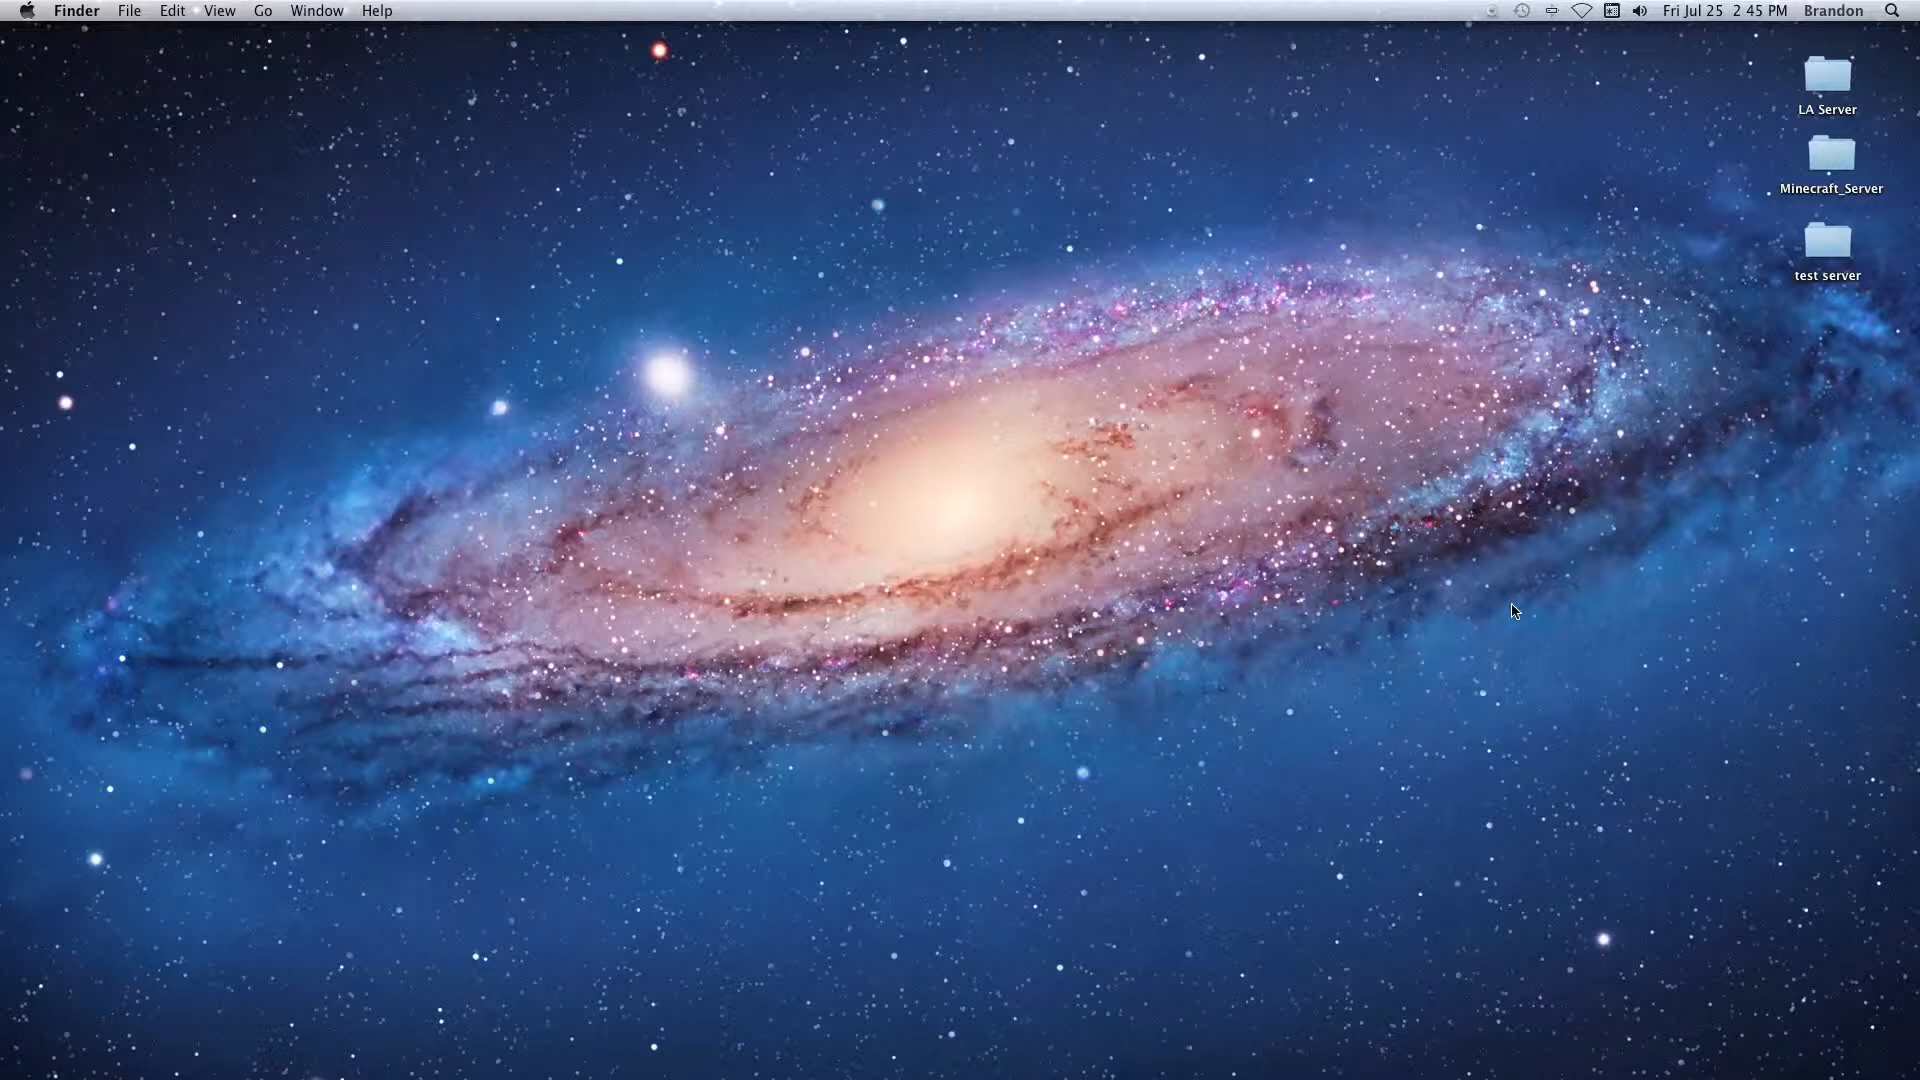 Finder File Edit View Go Window Help Fri Jul 25 2 45 PM Brandon
LA Server
Minecraft_Server
test server